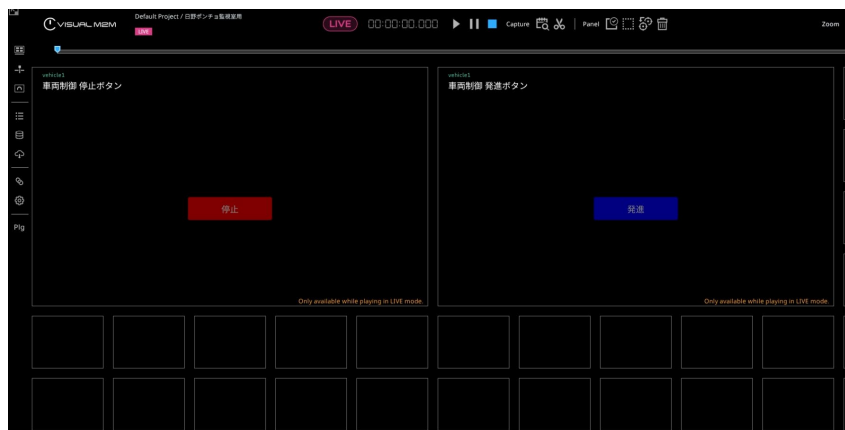 VISUAL M2M
Default Project / 日野ポンチョ監視室用
LIVE
LIVE
00:00:00.000
Capture
Panel
Zoom
vehicle1
車両制御 停止ボタン
停止
Only available while playing in LIVE mode.
vehicle1
車両制御 発進ボタン
発進
Only available while playing in LIVE mode.
Plg